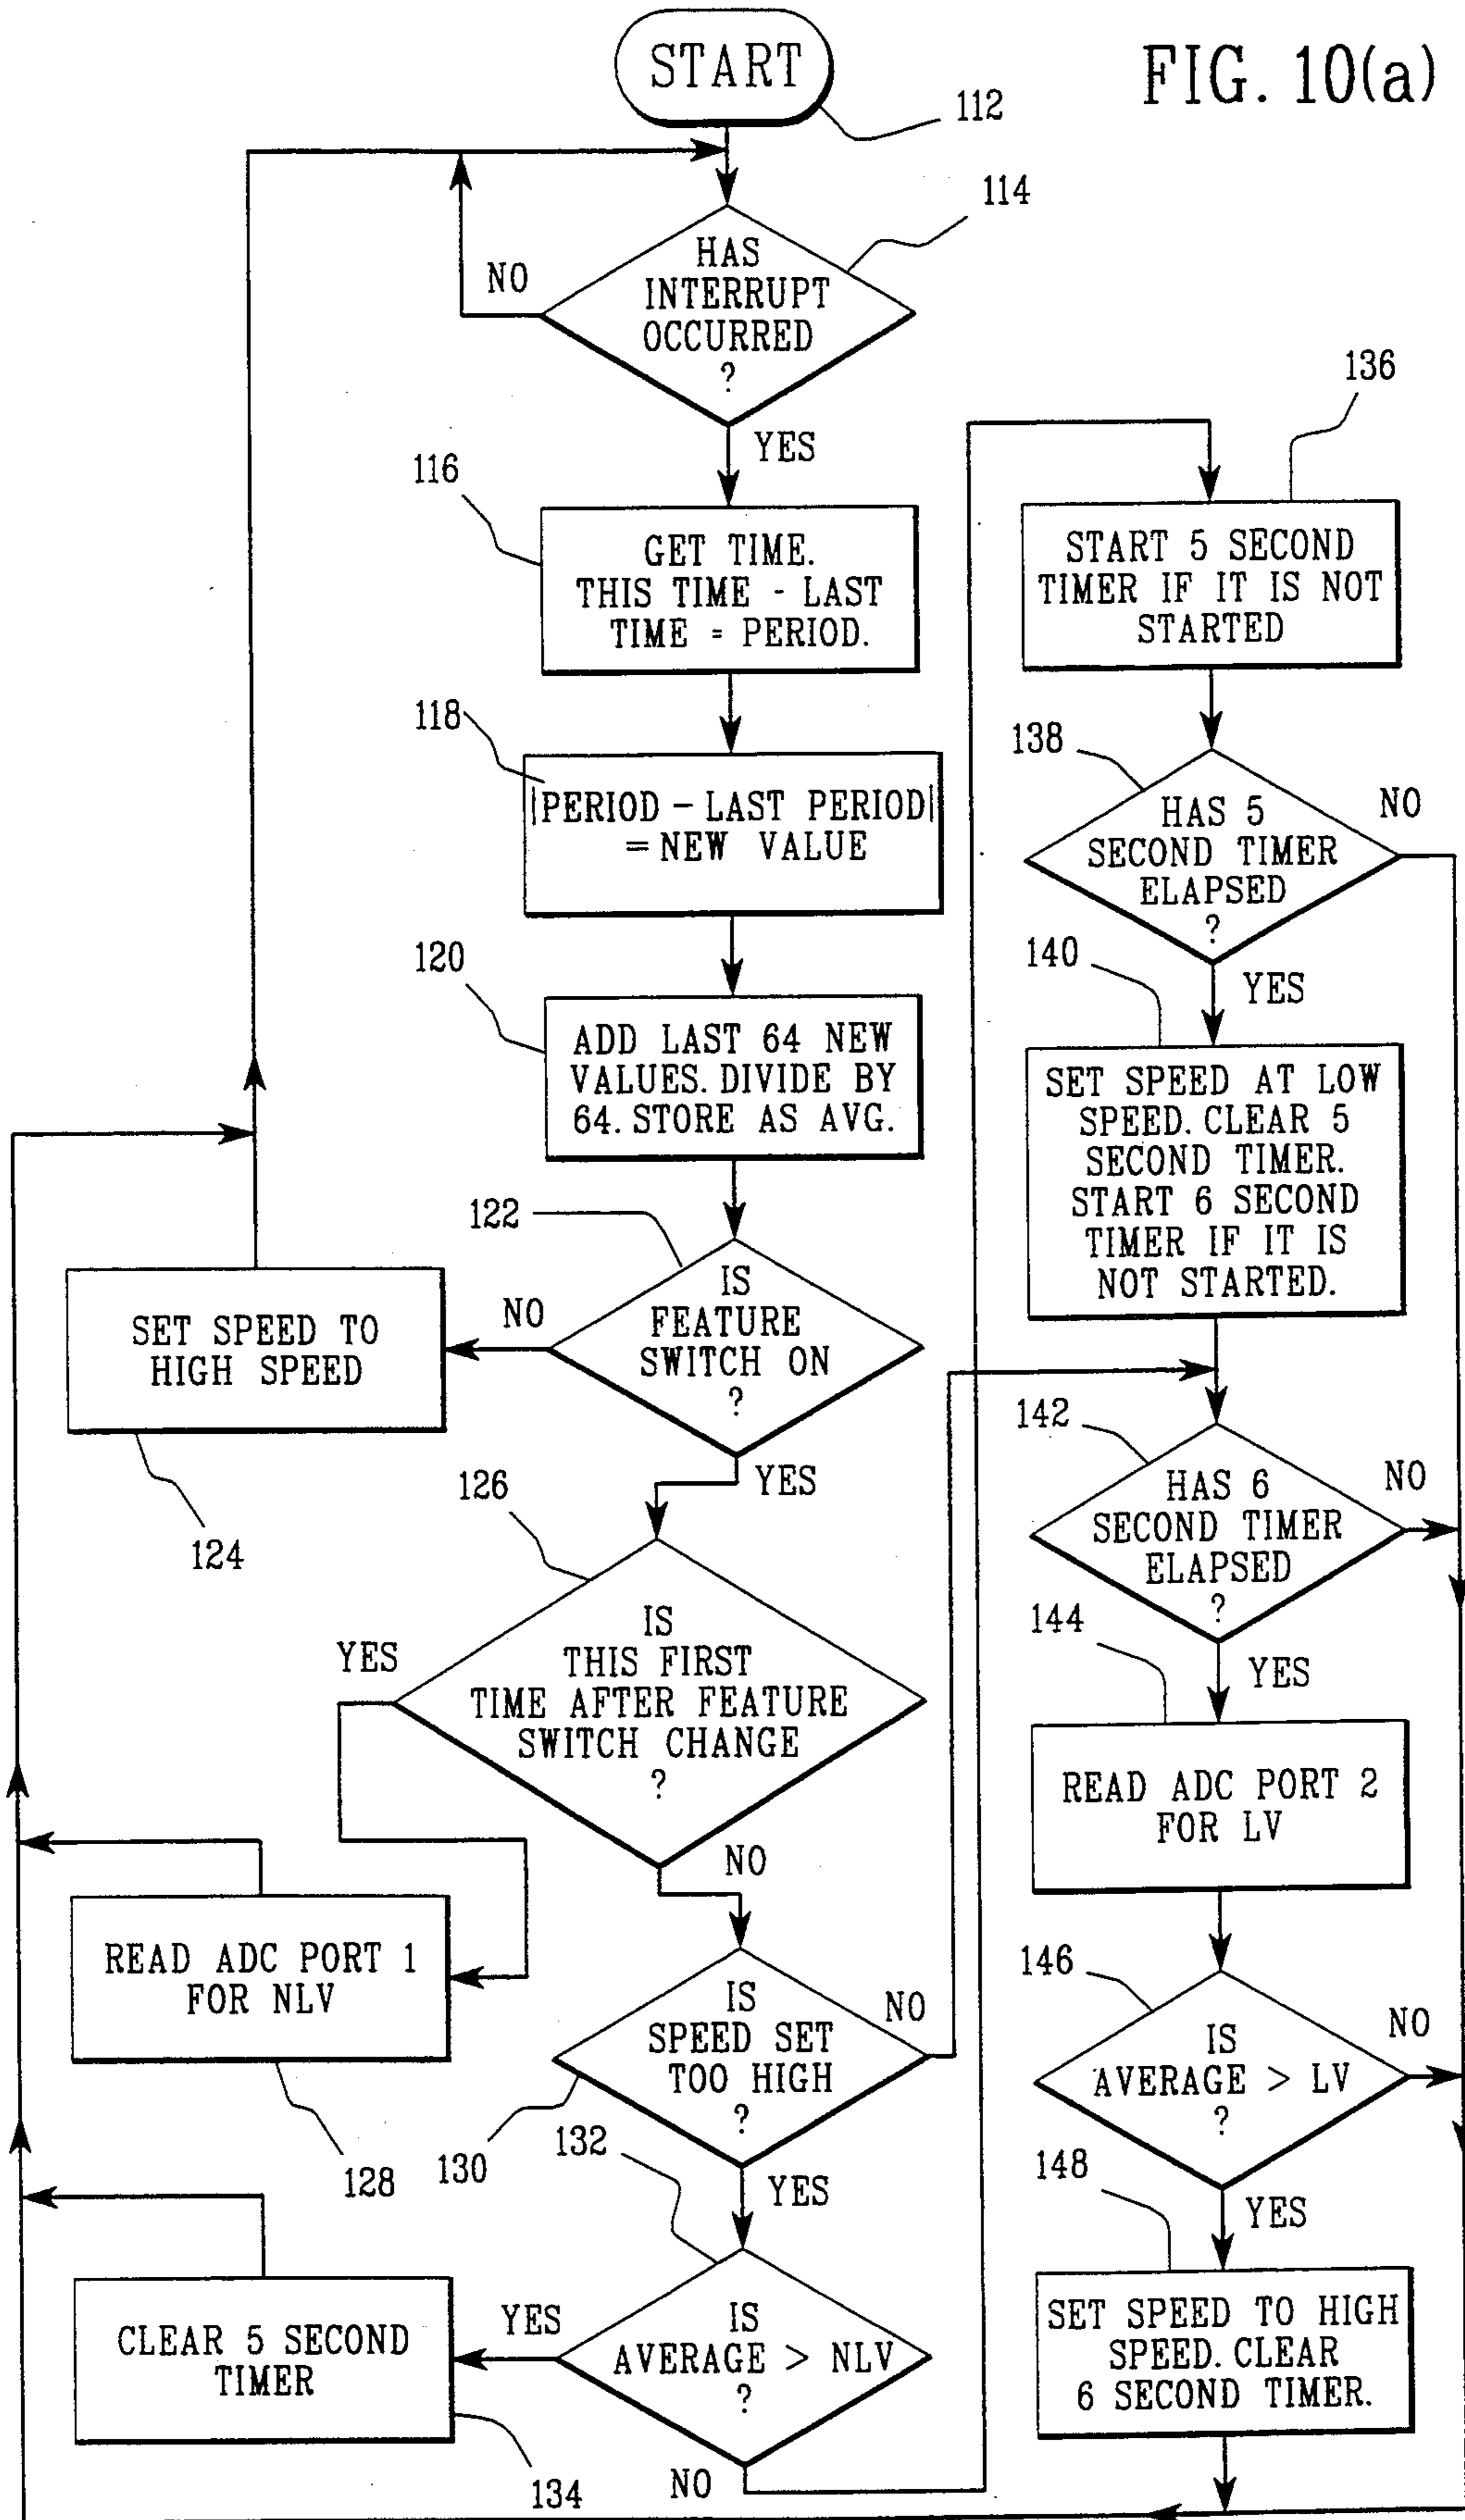 START
FIG. 10(a)
112
114
HAS
INTERRUPT
OCCURRED
?
NO
YES
116
GET TIME.
THIS TIME - LAST
TIME = PERIOD.
118
|PERIOD – LAST PERIOD|
= NEW VALUE
120
ADD LAST 64 NEW
VALUES. DIVIDE BY
64. STORE AS AVG.
122
IS
FEATURE
SWITCH ON
?
NO
YES
SET SPEED TO
HIGH SPEED
124
126
IS
THIS FIRST
TIME AFTER FEATURE
SWITCH CHANGE
?
YES
NO
READ ADC PORT 1
FOR NLV
128
IS
SPEED SET
TOO HIGH
?
NO
YES
130
132
IS
AVERAGE > NLV
?
YES
NO
CLEAR 5 SECOND
TIMER
134
136
START 5 SECOND
TIMER IF IT IS NOT
STARTED
138
HAS 5
SECOND TIMER
ELAPSED
?
NO
YES
140
SET SPEED AT LOW
SPEED. CLEAR 5
SECOND TIMER.
START 6 SECOND
TIMER IF IT IS
NOT STARTED.
142
HAS 6
SECOND TIMER
ELAPSED
?
NO
YES
144
READ ADC PORT 2
FOR LV
146
IS
AVERAGE > LV
?
NO
YES
148
SET SPEED TO HIGH
SPEED. CLEAR
6 SECOND TIMER.